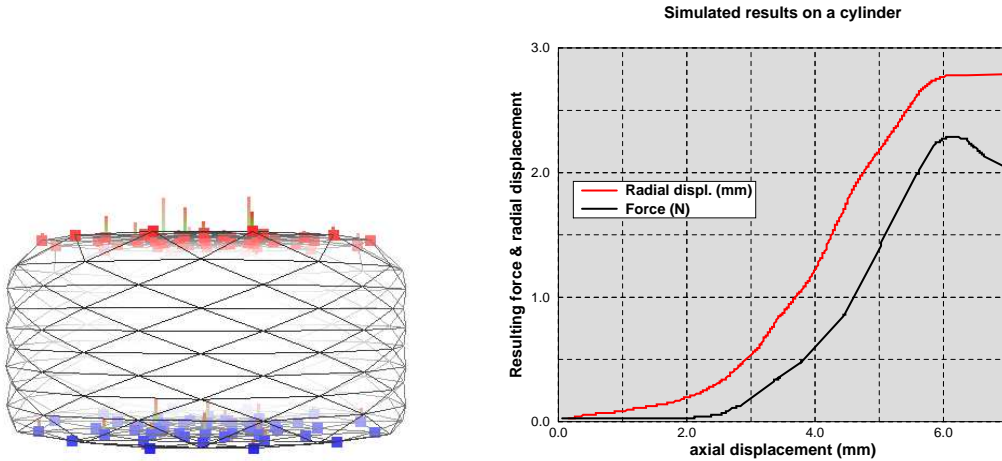 Simulated results on a cylinder
Resulting force & radial displacement
3.0
2.0
1.0
0.0
Radial displ. (mm)
Force (N)
0.0 2.0 4.0 6.0
axial displacement (mm)